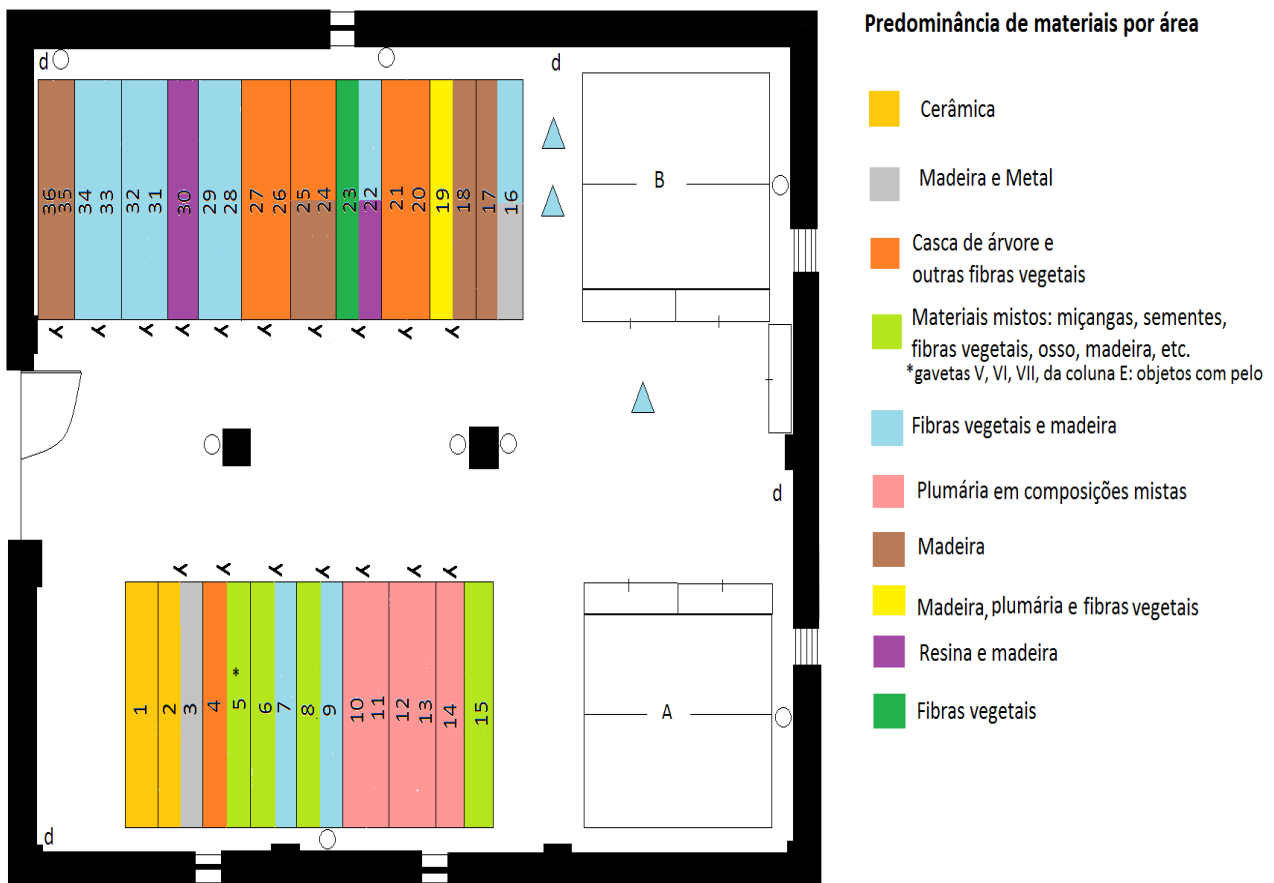 Predominância de materiais por área
Cerâmica
Madeira e Metal
Casca de árvore e
outras fibras vegetais
Materiais mistos: miçangas, sementes,
fibras vegetais, osso, madeira, etc.
*gavetas V, VI, VII, da coluna E: objetos com pelo
Fibras vegetais e madeira
Plumária em composições mistas
Madeira
Madeira, plumária e fibras vegetais
Resina e madeira
Fibras vegetais
d
d
36
35
34
33
32
31
30
29
28
27
26
25
24
23
22
21
20
19
18
17
16
B
d
1
2
3
4
5 *
6
7
8
9
10
11
12
13
14
15
A
d